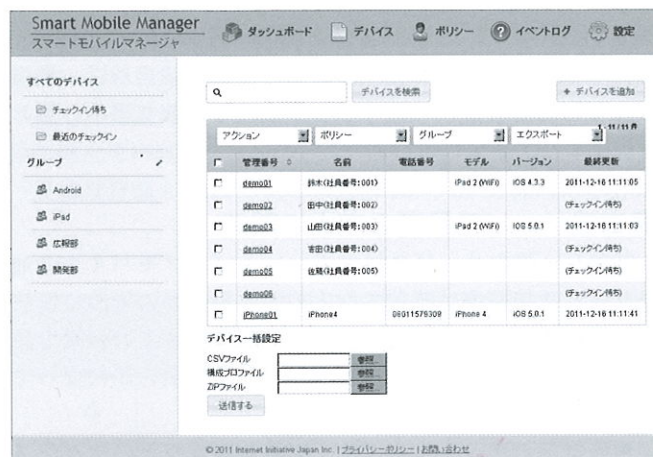 Smart Mobile Manager
スマートモバイルマネージャ
ダッシュボード デバイス ポリシー イベントログ 設定
すべてのデバイス
チェックイン待ち
最近のチェックイン
グループ
Android
iPad
広報部
開発部
デバイスを検索
+ デバイスを追加
アクション ポリシー グループ エクスポート
管理番号 名前 電話番号 モデル バージョン 最終更新
demo01 鈴木(社員番号:001) iPad 2 (WiFi) iOS 4.3.3 2011-12-16 11:11:05
demo02 田中(社員番号:002) (チェックイン待ち)
demo03 山田(社員番号:003) iPad 2 (WiFi) iOS 5.0.1 2011-12-16 11:11:03
demo04 吉田(社員番号:004) (チェックイン待ち)
demo05 佐藤(社員番号:005) (チェックイン待ち)
demo06 (チェックイン待ち)
iPhone01 iPhone4 iPhone 4 iOS 5.0.1 2011-12-16 11:11:41
デバイス一括設定
CSVファイル 参照...
構成プロファイル 参照...
ZIPファイル 参照...
送信する
© 2011 Internet Initiative Japan Inc. | プライバシーポリシー | お問い合わせ